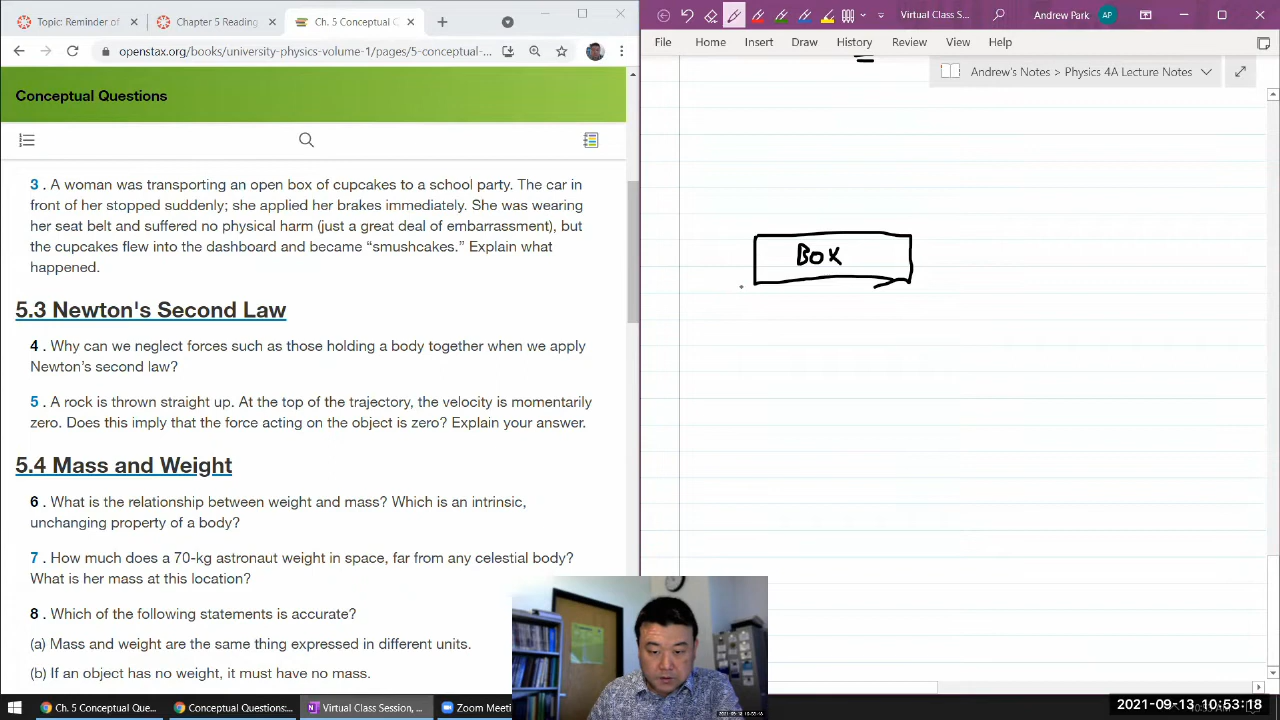 Topic: Reminder of
Chapter 5 Reading
Ch. 5 Conceptual C
Virtual Class S...
Andrew Park
AP
openstax.org/books/university-physics-volume-1/pages/5-conceptual-...
File
Home
Insert
Draw
History
Review
View
Help
Andrew's Notes > Physics 4A Lecture Notes
Conceptual Questions
3 . A woman was transporting an open box of cupcakes to a school party. The car in
front of her stopped suddenly; she applied her brakes immediately. She was wearing
her seat belt and suffered no physical harm (just a great deal of embarrassment), but
the cupcakes flew into the dashboard and became “smushcakes.” Explain what
happened.
BOX
5.3 Newton's Second Law
4 . Why can we neglect forces such as those holding a body together when we apply
Newton’s second law?
5 . A rock is thrown straight up. At the top of the trajectory, the velocity is momentarily
zero. Does this imply that the force acting on the object is zero? Explain your answer.
5.4 Mass and Weight
6 . What is the relationship between weight and mass? Which is an intrinsic,
unchanging property of a body?
7 . How much does a 70-kg astronaut weight in space, far from any celestial body?
What is her mass at this location?
8 . Which of the following statements is accurate?
(a) Mass and weight are the same thing expressed in different units.
(b) If an object has no weight, it must have no mass.
Ch. 5 Conceptual Que...
Conceptual Questions:...
Virtual Class Session, ...
Zoom Meeti
2021-09-13 10:53:18